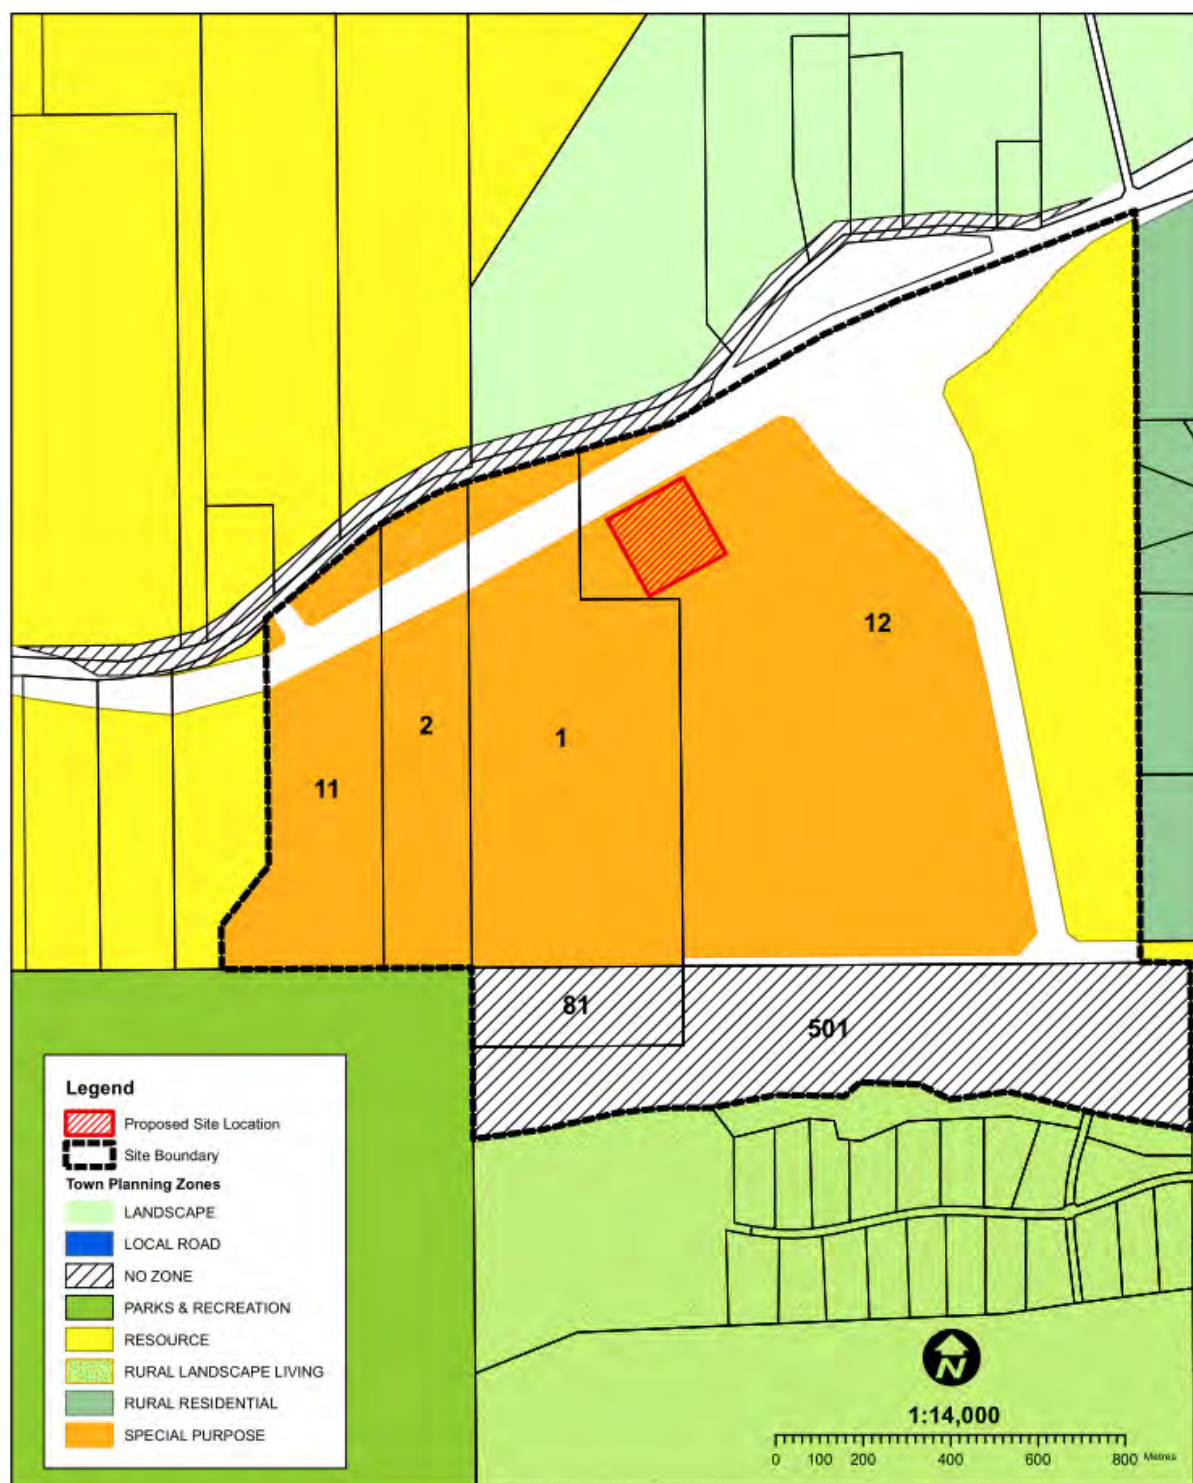 12
2
1
11
81
501
Legend
Proposed Site Location
Site Boundary
Town Planning Zones
LANDSCAPE
LOCAL ROAD
NO ZONE
PARKS & RECREATION
RESOURCE
RURAL LANDSCAPE LIVING
RURAL RESIDENTIAL
SPECIAL PURPOSE
N
1:14,000
0 100 200 400 600 800 Metres